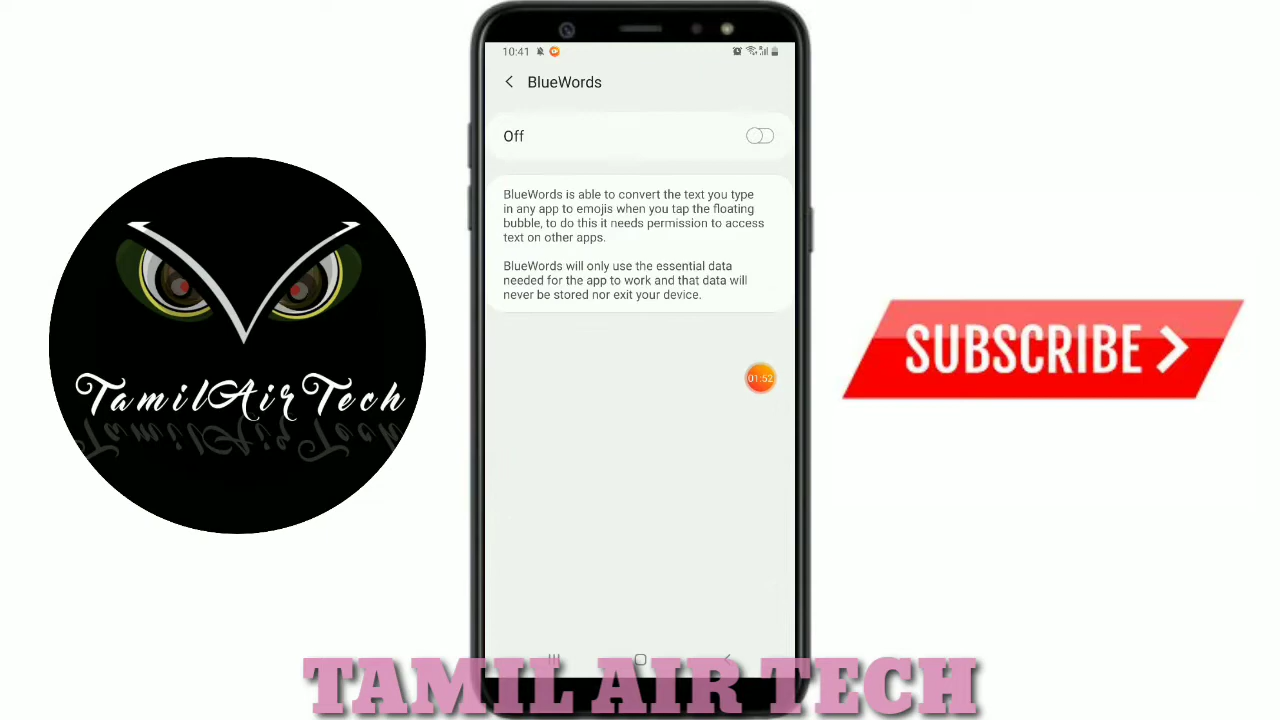 10:41
BlueWords
Off
BlueWords is able to convert the text you type
in any app to emojis when you tap the floating
bubble, to do this it needs permission to access
text on other apps.
BlueWords will only use the essential data
needed for the app to work and that data will
never be stored nor exit your device.
01:52
TamilAirTech
SUBSCRIBE
TAMIL AIR TECH